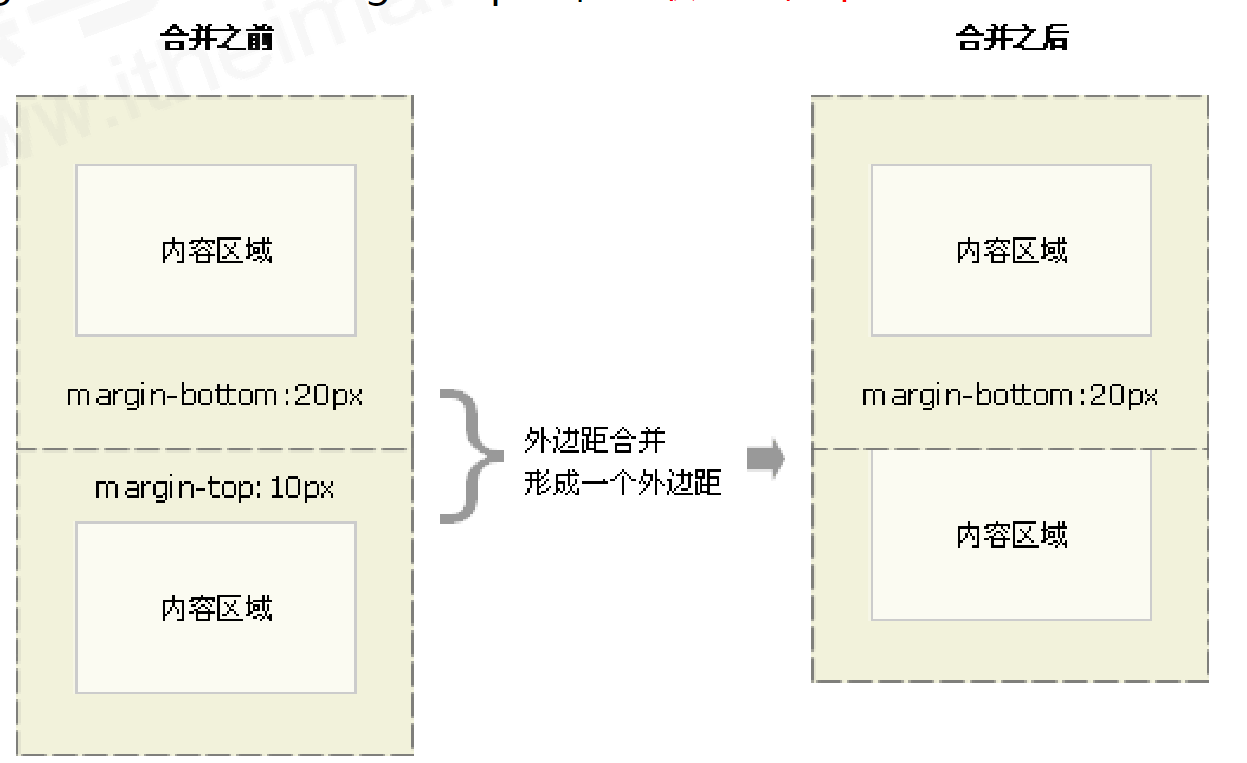 合并之前
合并之后
内容区域
内容区域
margin-bottom:20px
margin-bottom:20px
外边距合并
形成一个外边距
margin-top: 10px
内容区域
内容区域